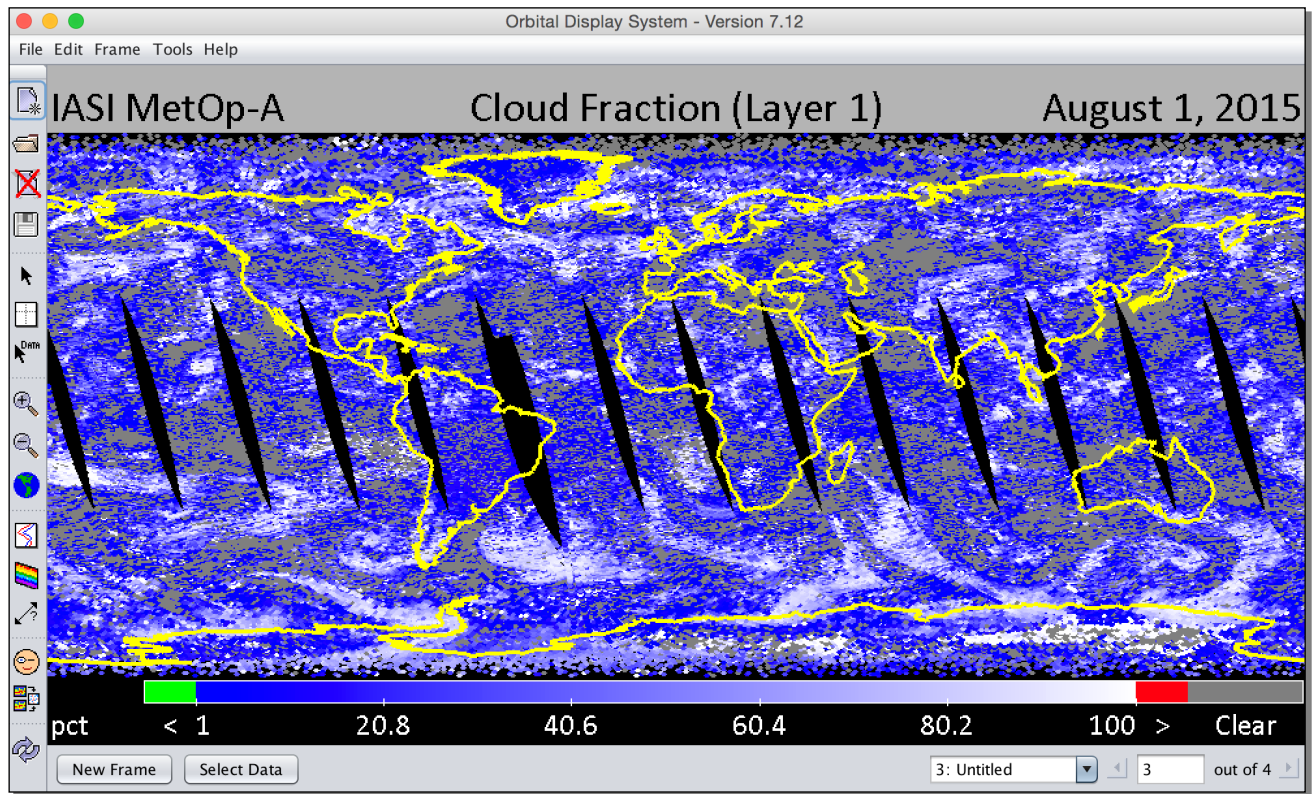 Orbital Display System - Version 7.12
File Edit Frame Tools Help
IASI MetOp-A Cloud Fraction (Layer 1) August 1, 2015
DATA
?
pct < 1 20.8 40.6 60.4 80.2 100 > Clear
New Frame Select Data 3: Untitled 3 out of 4